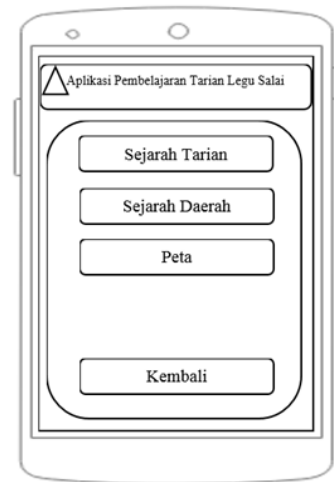 Aplikasi Pembelajaran Tarian Legu Salai
Sejarah Tarian
Sejarah Daerah
Peta
Kembali